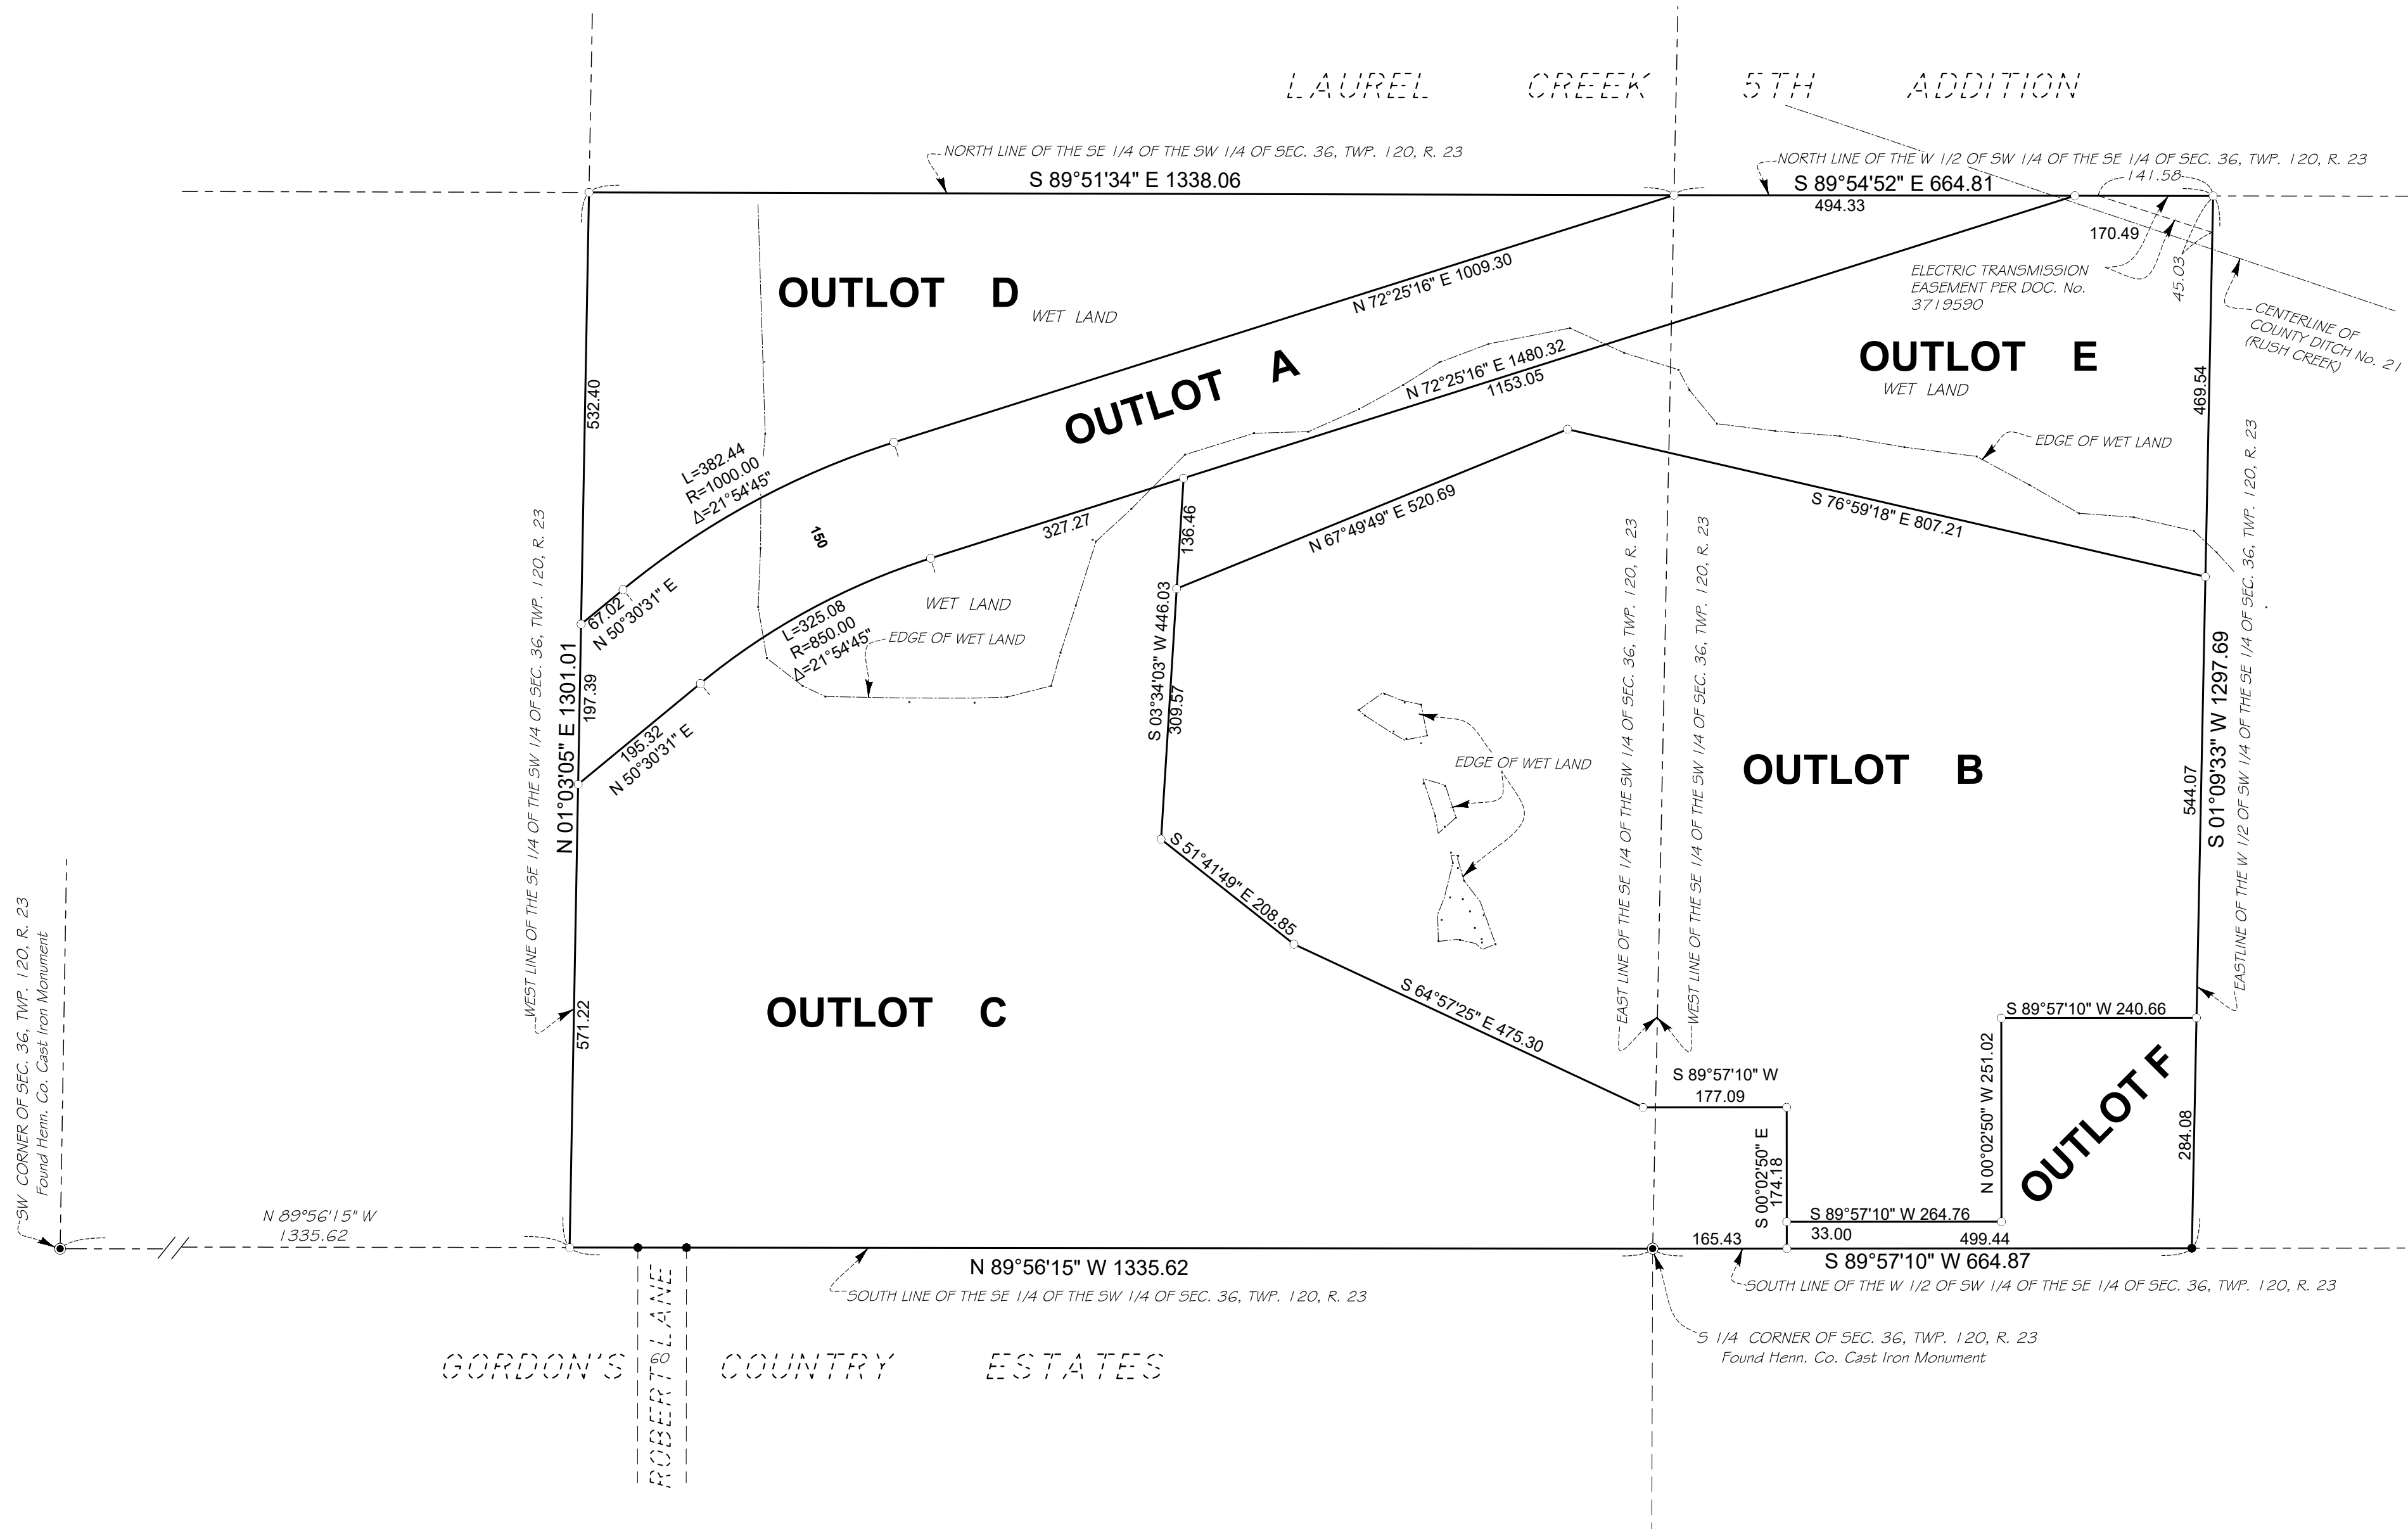 LAUREL CREEK 5TH ADDITION
NORTH LINE OF THE SE 1/4 OF THE SW 1/4 OF SEC. 36, TWP. 120, R. 23
S 89°51'34" E 1338.06
NORTH LINE OF THE W 1/2 OF SW 1/4 OF THE SE 1/4 OF SEC. 36, TWP. 120, R. 23
141.58
S 89°54'52" E 664.81
494.33
170.49
45.03
ELECTRIC TRANSMISSION
EASEMENT PER DOC. No.
3719590
CENTERLINE OF
COUNTY DITCH No. 21
(RUSH CREEK)
OUTLOT D
WET LAND
N 72°25'16" E 1009.30
OUTLOT A
N 72°25'16" E 1480.32
1153.05
OUTLOT E
WET LAND
469.54
EDGE OF WET LAND
532.40
L=382.44
R=1000.00
Δ=21°54'45"
150
327.27
136.46
N 67°49'49" E 520.69
S 76°59'18" E 807.21
67.02
N 50°30'31" E
WET LAND
L=325.08
R=850.00
Δ=21°54'45"
EDGE OF WET LAND
S 03°34'03" W 446.03
309.57
N 01°03'05" E 1301.01
197.39
195.32
N 50°30'31" E
WEST LINE OF THE SE 1/4 OF THE SW 1/4 OF SEC. 36, TWP. 120, R. 23
EDGE OF WET LAND
EAST LINE OF THE SE 1/4 OF THE SW 1/4 OF SEC. 36, TWP. 120, R. 23
WEST LINE OF THE SE 1/4 OF THE SW 1/4 OF SEC. 36, TWP. 120, R. 23
OUTLOT B
544.07
S 01°09'33" W 1297.69
EASTLINE OF THE W 1/2 OF SW 1/4 OF THE SE 1/4 OF SEC. 36, TWP. 120, R. 23
S 51°41'49" E 208.85
OUTLOT C
571.22
S 64°57'25" E 475.30
S 89°57'10" W
177.09
S 00°02'50" E
174.18
S 89°57'10" W 240.66
N 00°02'50" W 251.02
OUTLOT F
284.08
SW CORNER OF SEC. 36, TWP. 120, R. 23
Found Henn. Co. Cast Iron Monument
N 89°56'15" W
1335.62
S 89°57'10" W 264.76
165.43
33.00
499.44
N 89°56'15" W 1335.62
S 89°57'10" W 664.87
SOUTH LINE OF THE SE 1/4 OF THE SW 1/4 OF SEC. 36, TWP. 120, R. 23
SOUTH LINE OF THE W 1/2 OF SW 1/4 OF THE SE 1/4 OF SEC. 36, TWP. 120, R. 23
S 1/4 CORNER OF SEC. 36, TWP. 120, R. 23
Found Henn. Co. Cast Iron Monument
GORDON'S COUNTRY ESTATES
60
ROBERT LANE